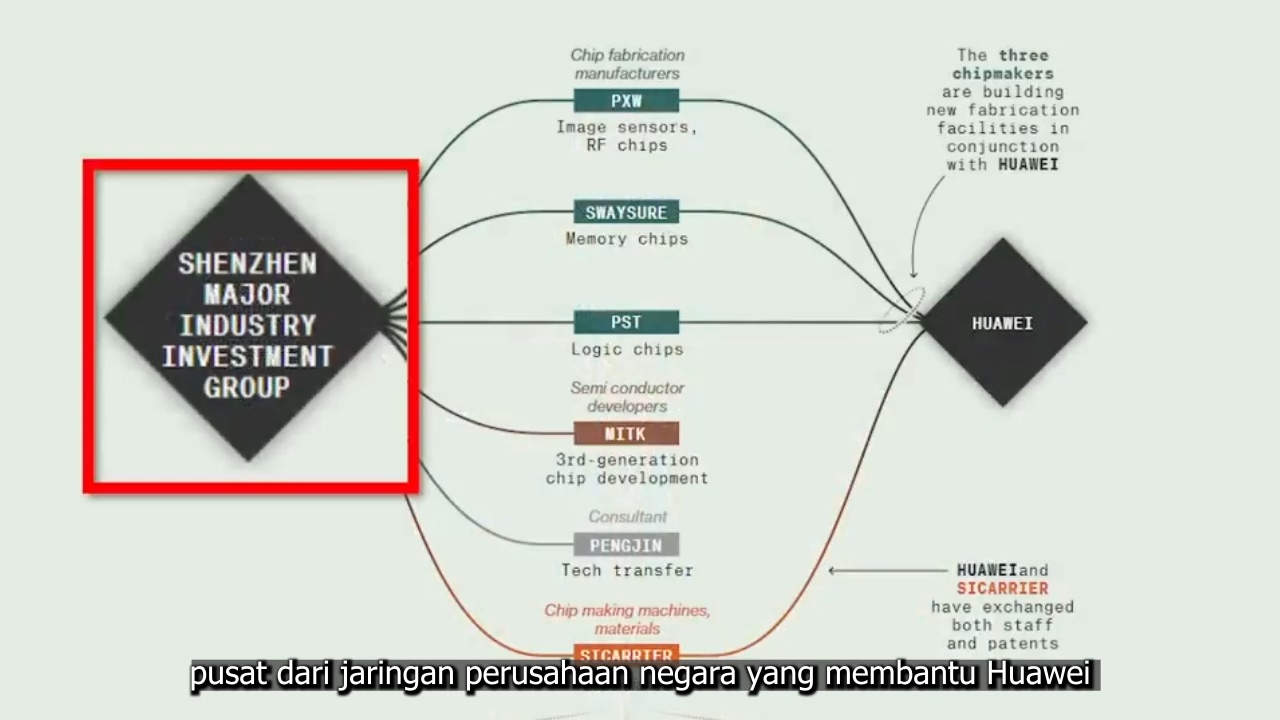 SHENZHEN
MAJOR
INDUSTRY
INVESTMENT
GROUP
Chip fabrication
manufacturers
PXW
Image sensors,
RF chips
SWAYSURE
Memory chips
PST
Logic chips
Semi conductor
developers
MITK
3rd-generation
chip development
Consultant
PENGJIN
Tech transfer
Chip making machines,
materials
SICARRIER
The three
chipmakers
are building
new fabrication
facilities in
conjunction
with HUAWEI
HUAWEI
HUAWEIand
SICARRIER
have exchanged
both staff
and patents
pusat dari jaringan perusahaan negara yang membantu Huawei